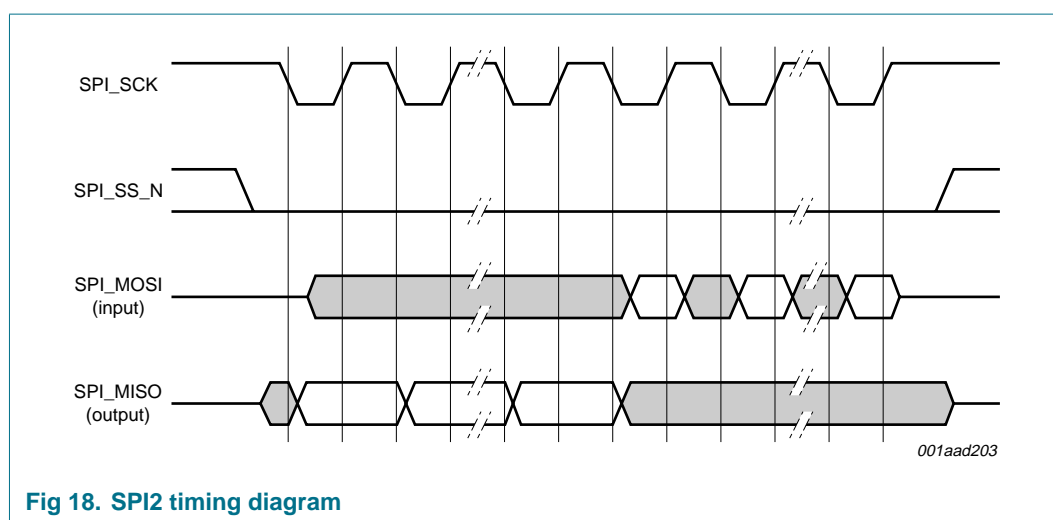 SPI_SCK
SPI_SS_N
SPI_MOSI
(input)
SPI_MISO
(output)
001aad203
Fig 18. SPI2 timing diagram